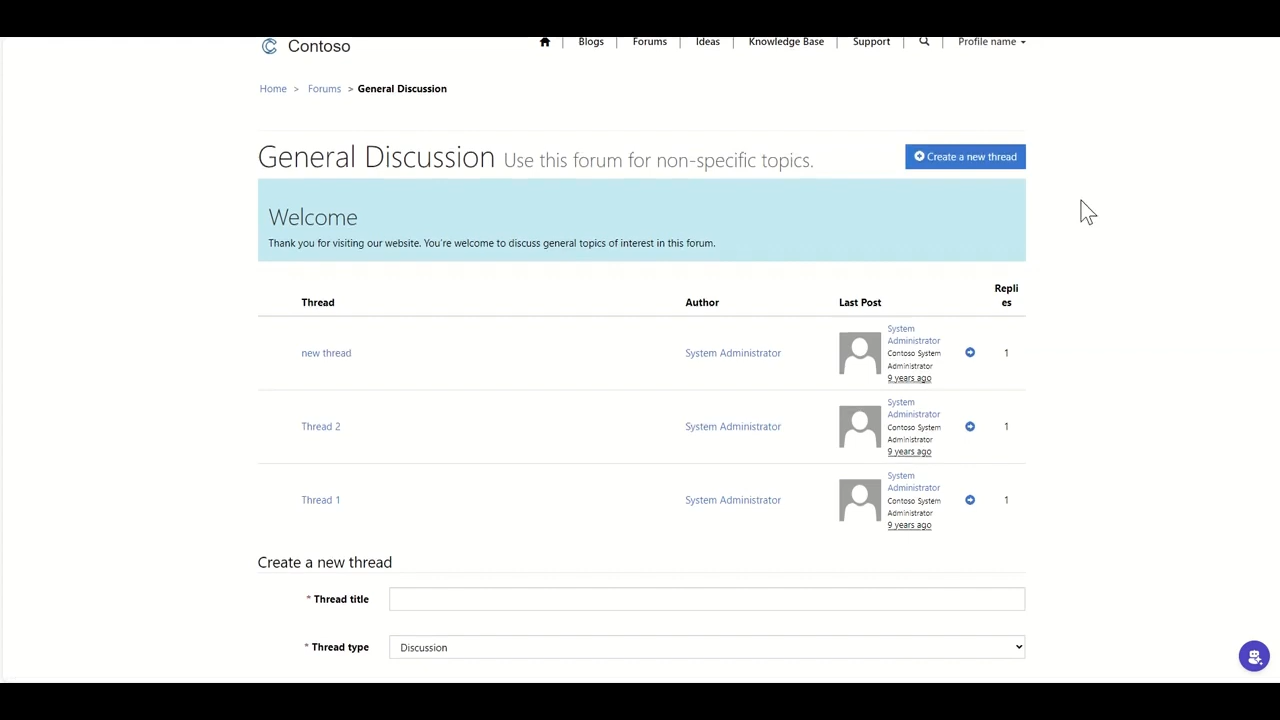 Contoso
Blogs
Forums
Ideas
Knowledge Base
Support
Profile name
Home > Forums > General Discussion
General Discussion Use this forum for non-specific topics.
Create a new thread
Welcome
Thank you for visiting our website. You're welcome to discuss general topics of interest in this forum.
Thread
Author
Last Post
Repli
es
new thread
System Administrator
System
Administrator
Contoso System
Administrator
9 years ago
1
Thread 2
System Administrator
System
Administrator
Contoso System
Administrator
9 years ago
1
Thread 1
System Administrator
System
Administrator
Contoso System
Administrator
9 years ago
1
Create a new thread
* Thread title
* Thread type
Discussion